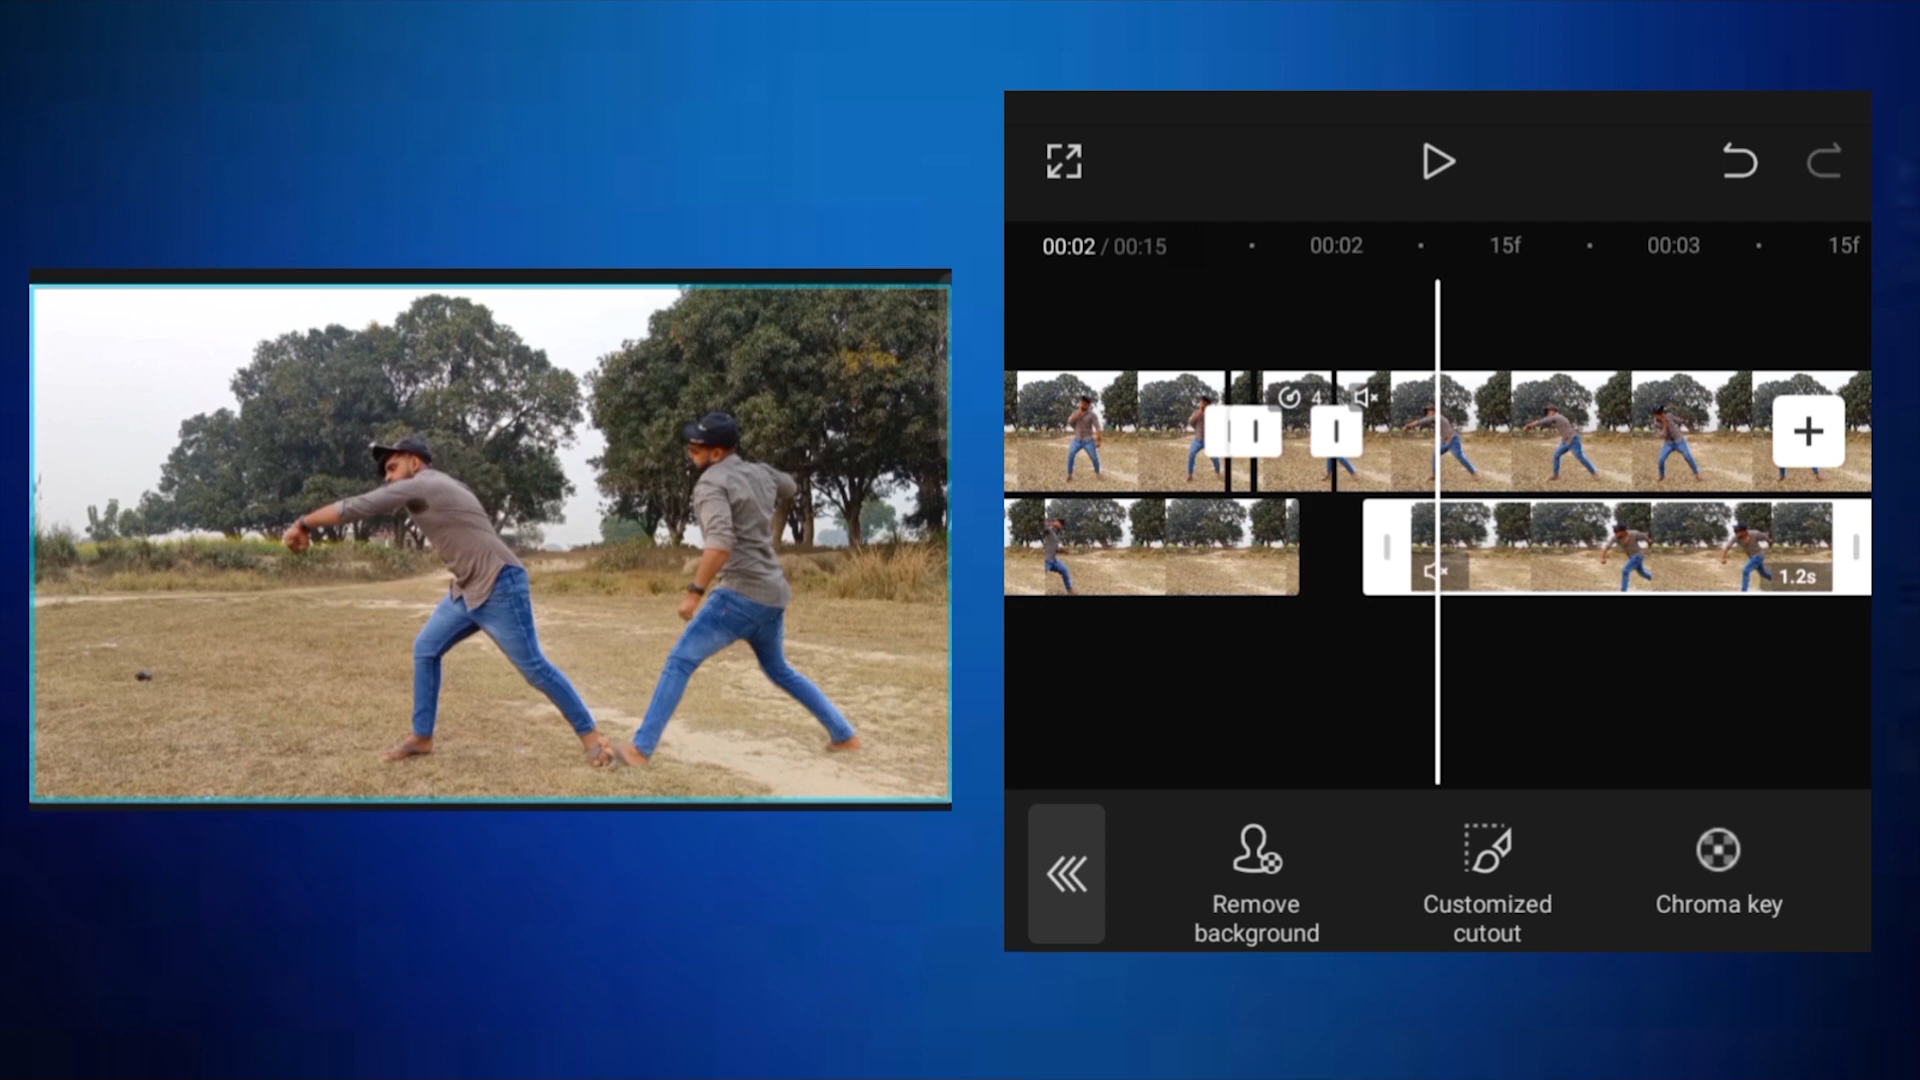 00:02 / 00:15
00:02
15f
00:03
15f
4
1.2s
Remove
background
Customized
cutout
Chroma key